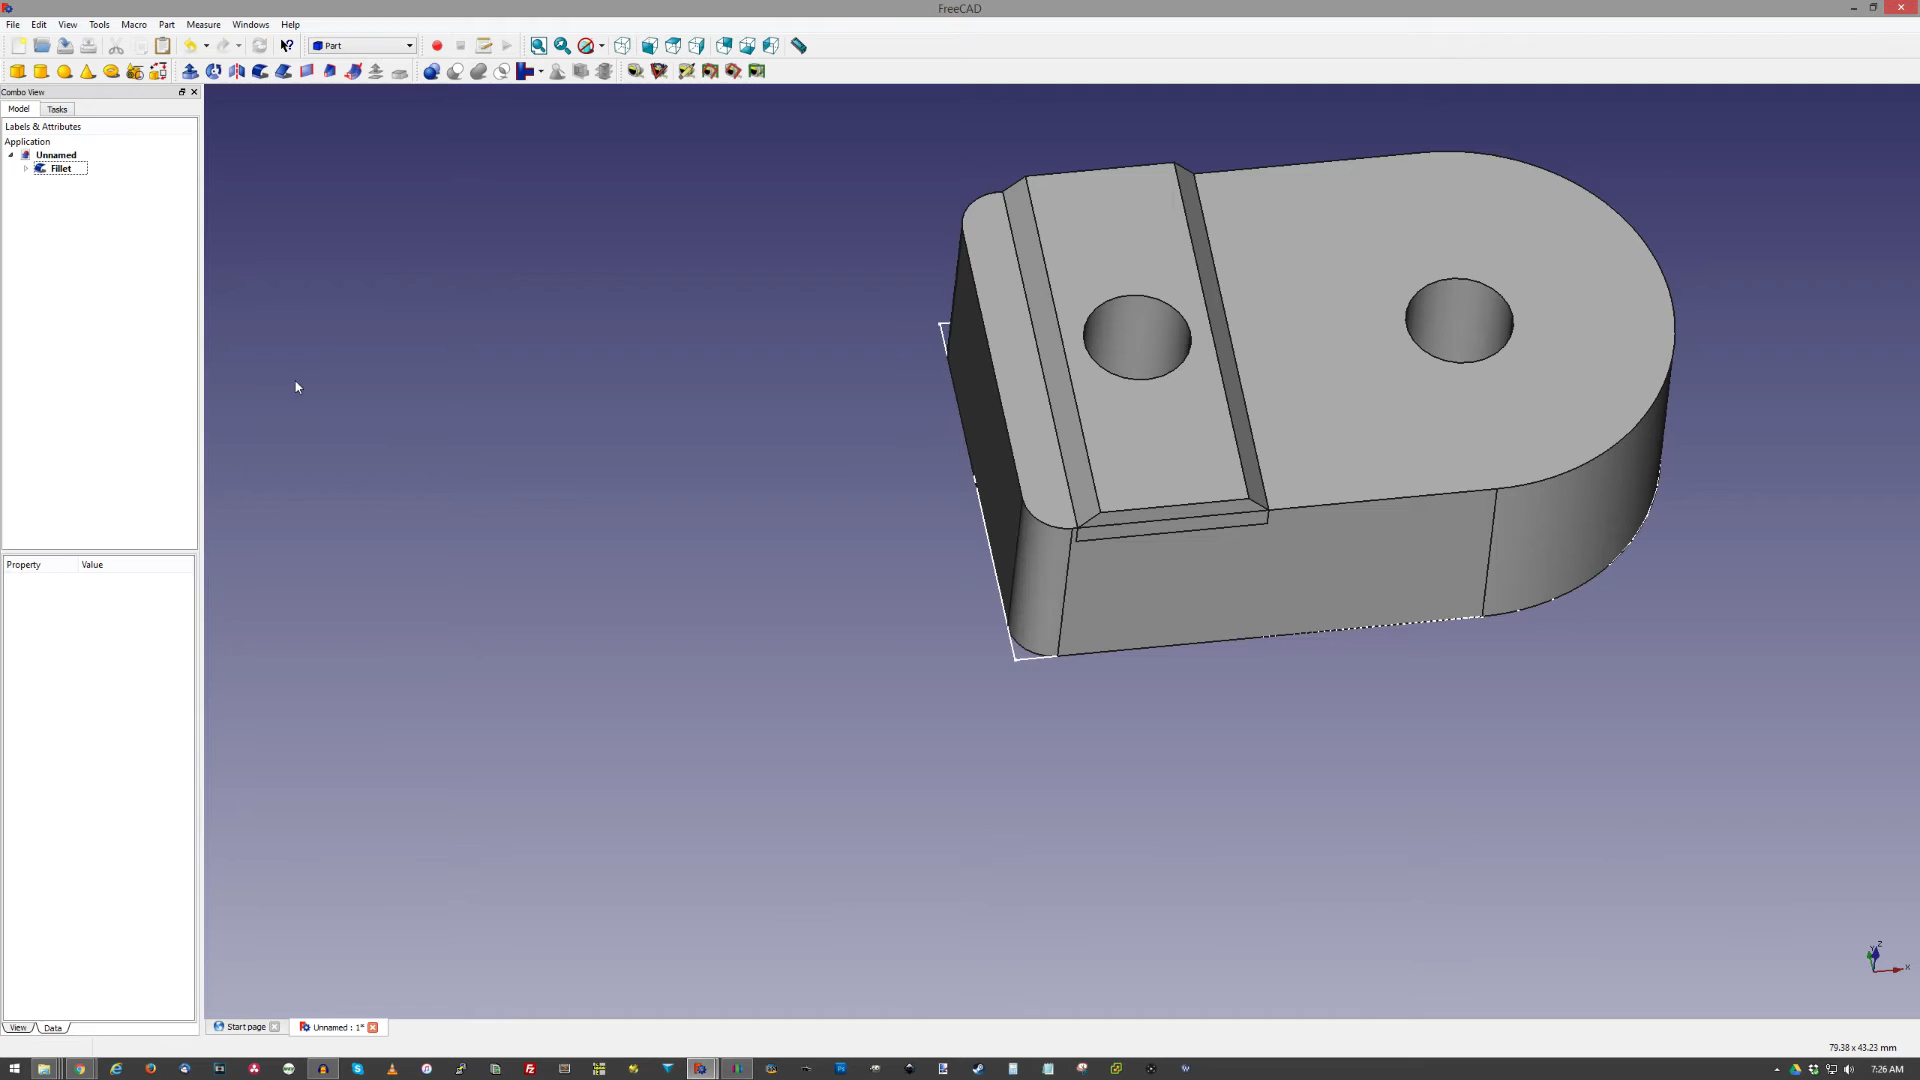 FreeCAD
File Edit View Tools Macro Part Measure Windows Help
Part
Combo View
Model Tasks
Labels & Attributes
Application
Unnamed
Fillet
Property Value
View Data
Start page Unnamed : 1*
79.38 x 43.23 mm
7:26 AM
Z
Y
X